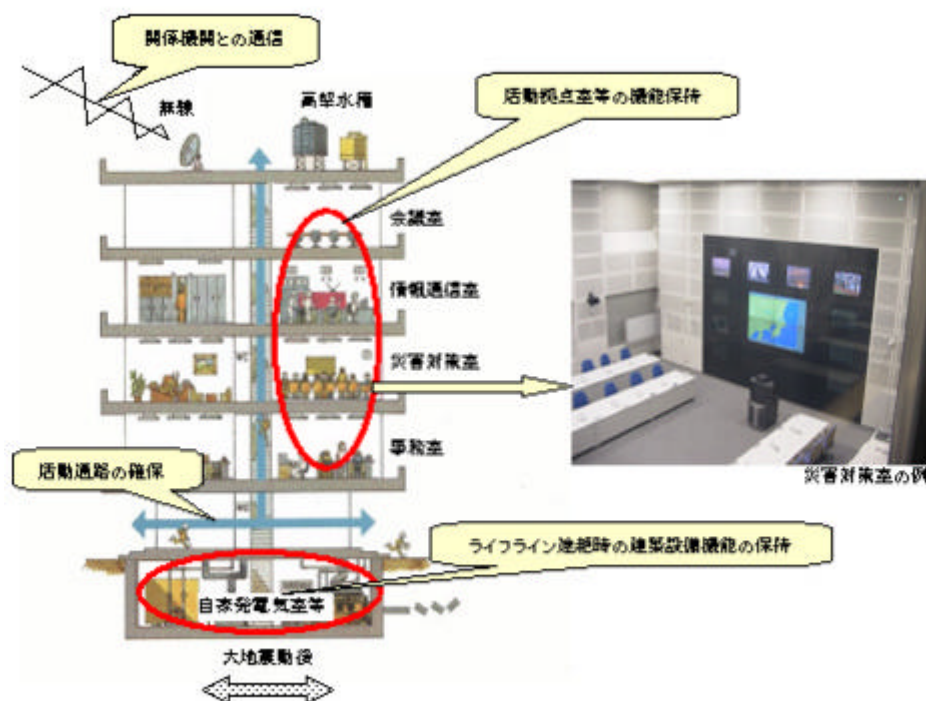 関係機関との通信
無線
高架水槽
活動拠点室等の機能保持
会議室
情報通信室
災害対策室
事務室
活動通路の確保
災害対策室の例
ライフライン途絶時の建築設備機能の保持
自家発電気室等
大地震動後